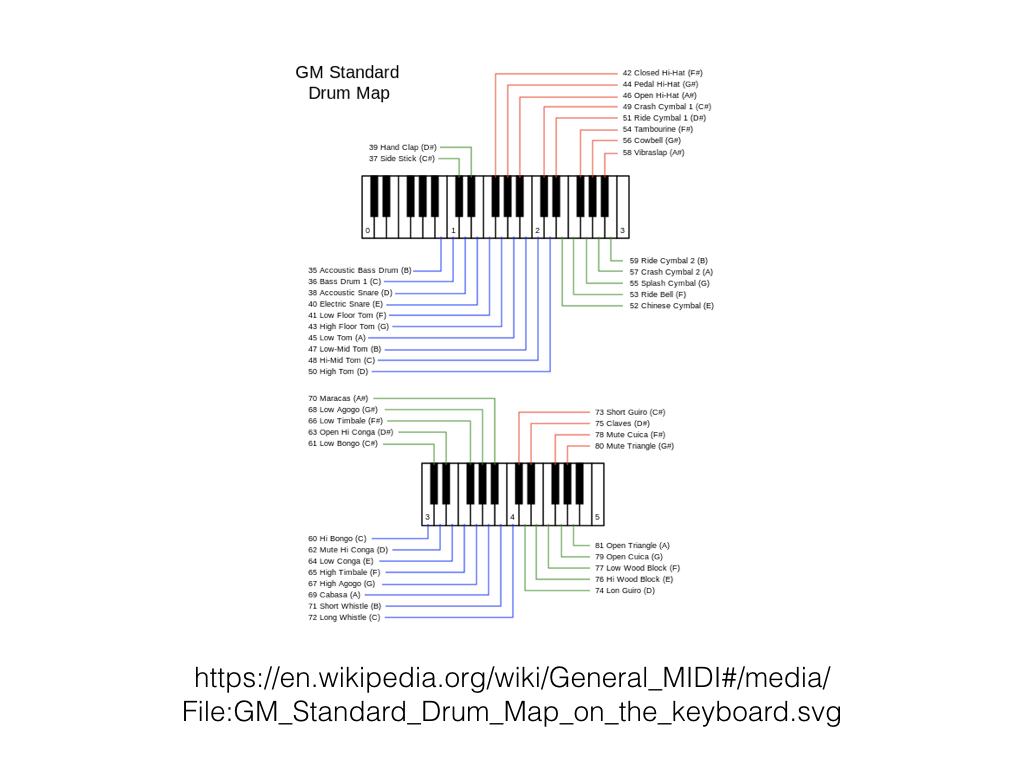 GM Standard
Drum Map
42 Closed Hi-Hat (F#)
44 Pedal Hi-Hat (G#)
46 Open Hi-Hat (A#)
49 Crash Cymbal 1 (C#)
51 Ride Cymbal 1 (D#)
54 Tambourine (F#)
56 Cowbell (G#)
58 Vibraslap (A#)
39 Hand Clap (D#)
37 Side Stick (C#)
0 1 2 3
35 Accoustic Bass Drum (B)
36 Bass Drum 1 (C)
38 Accoustic Snare (D)
40 Electric Snare (E)
41 Low Floor Tom (F)
43 High Floor Tom (G)
45 Low Tom (A)
47 Low-Mid Tom (B)
48 Hi-Mid Tom (C)
50 High Tom (D)
59 Ride Cymbal 2 (B)
57 Crash Cymbal 2 (A)
55 Splash Cymbal (G)
53 Ride Bell (F)
52 Chinese Cymbal (E)
70 Maracas (A#)
68 Low Agogo (G#)
66 Low Timbale (F#)
63 Open Hi Conga (D#)
61 Low Bongo (C#)
73 Short Guiro (C#)
75 Claves (D#)
78 Mute Cuica (F#)
80 Mute Triangle (G#)
3 4 5
60 Hi Bongo (C)
62 Mute Hi Conga (D)
64 Low Conga (E)
65 High Timbale (F)
67 High Agogo (G)
69 Cabasa (A)
71 Short Whistle (B)
72 Long Whistle (C)
81 Open Triangle (A)
79 Open Cuica (G)
77 Low Wood Block (F)
76 Hi Wood Block (E)
74 Lon Guiro (D)
https://en.wikipedia.org/wiki/General_MIDI#/media/
File:GM_Standard_Drum_Map_on_the_keyboard.svg